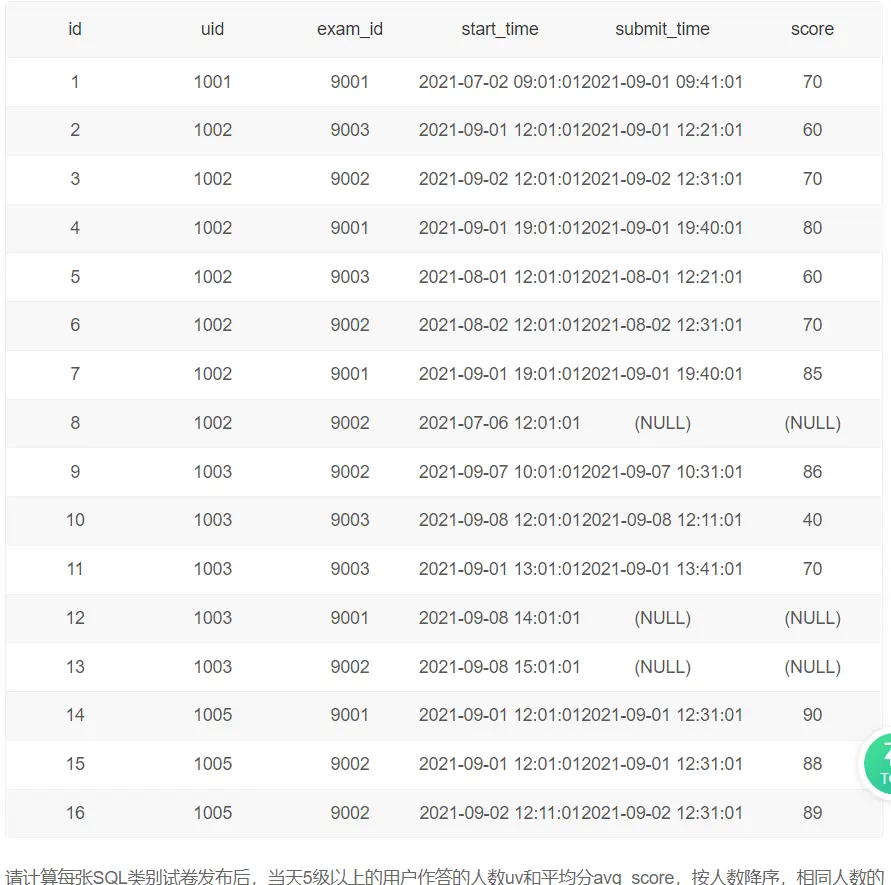 id uid exam_id start_time submit_time score
1 1001 9001 2021-07-02 09:01:01 2021-09-01 09:41:01 70
2 1002 9003 2021-09-01 12:01:01 2021-09-01 12:21:01 60
3 1002 9002 2021-09-02 12:01:01 2021-09-02 12:31:01 70
4 1002 9001 2021-09-01 19:01:01 2021-09-01 19:40:01 80
5 1002 9003 2021-08-01 12:01:01 2021-08-01 12:21:01 60
6 1002 9002 2021-08-02 12:01:01 2021-08-02 12:31:01 70
7 1002 9001 2021-09-01 19:01:01 2021-09-01 19:40:01 85
8 1002 9002 2021-07-06 12:01:01 (NULL) (NULL)
9 1003 9002 2021-09-07 10:01:01 2021-09-07 10:31:01 86
10 1003 9003 2021-09-08 12:01:01 2021-09-08 12:11:01 40
11 1003 9003 2021-09-01 13:01:01 2021-09-01 13:41:01 70
12 1003 9001 2021-09-08 14:01:01 (NULL) (NULL)
13 1003 9002 2021-09-08 15:01:01 (NULL) (NULL)
14 1005 9001 2021-09-01 12:01:01 2021-09-01 12:31:01 90
15 1005 9002 2021-09-01 12:01:01 2021-09-01 12:31:01 88
16 1005 9002 2021-09-02 12:11:01 2021-09-02 12:31:01 89
请计算每张SQL类别试卷发布后，当天5级以上的用户作答的人数uv和平均分avg_score，按人数降序，相同人数的